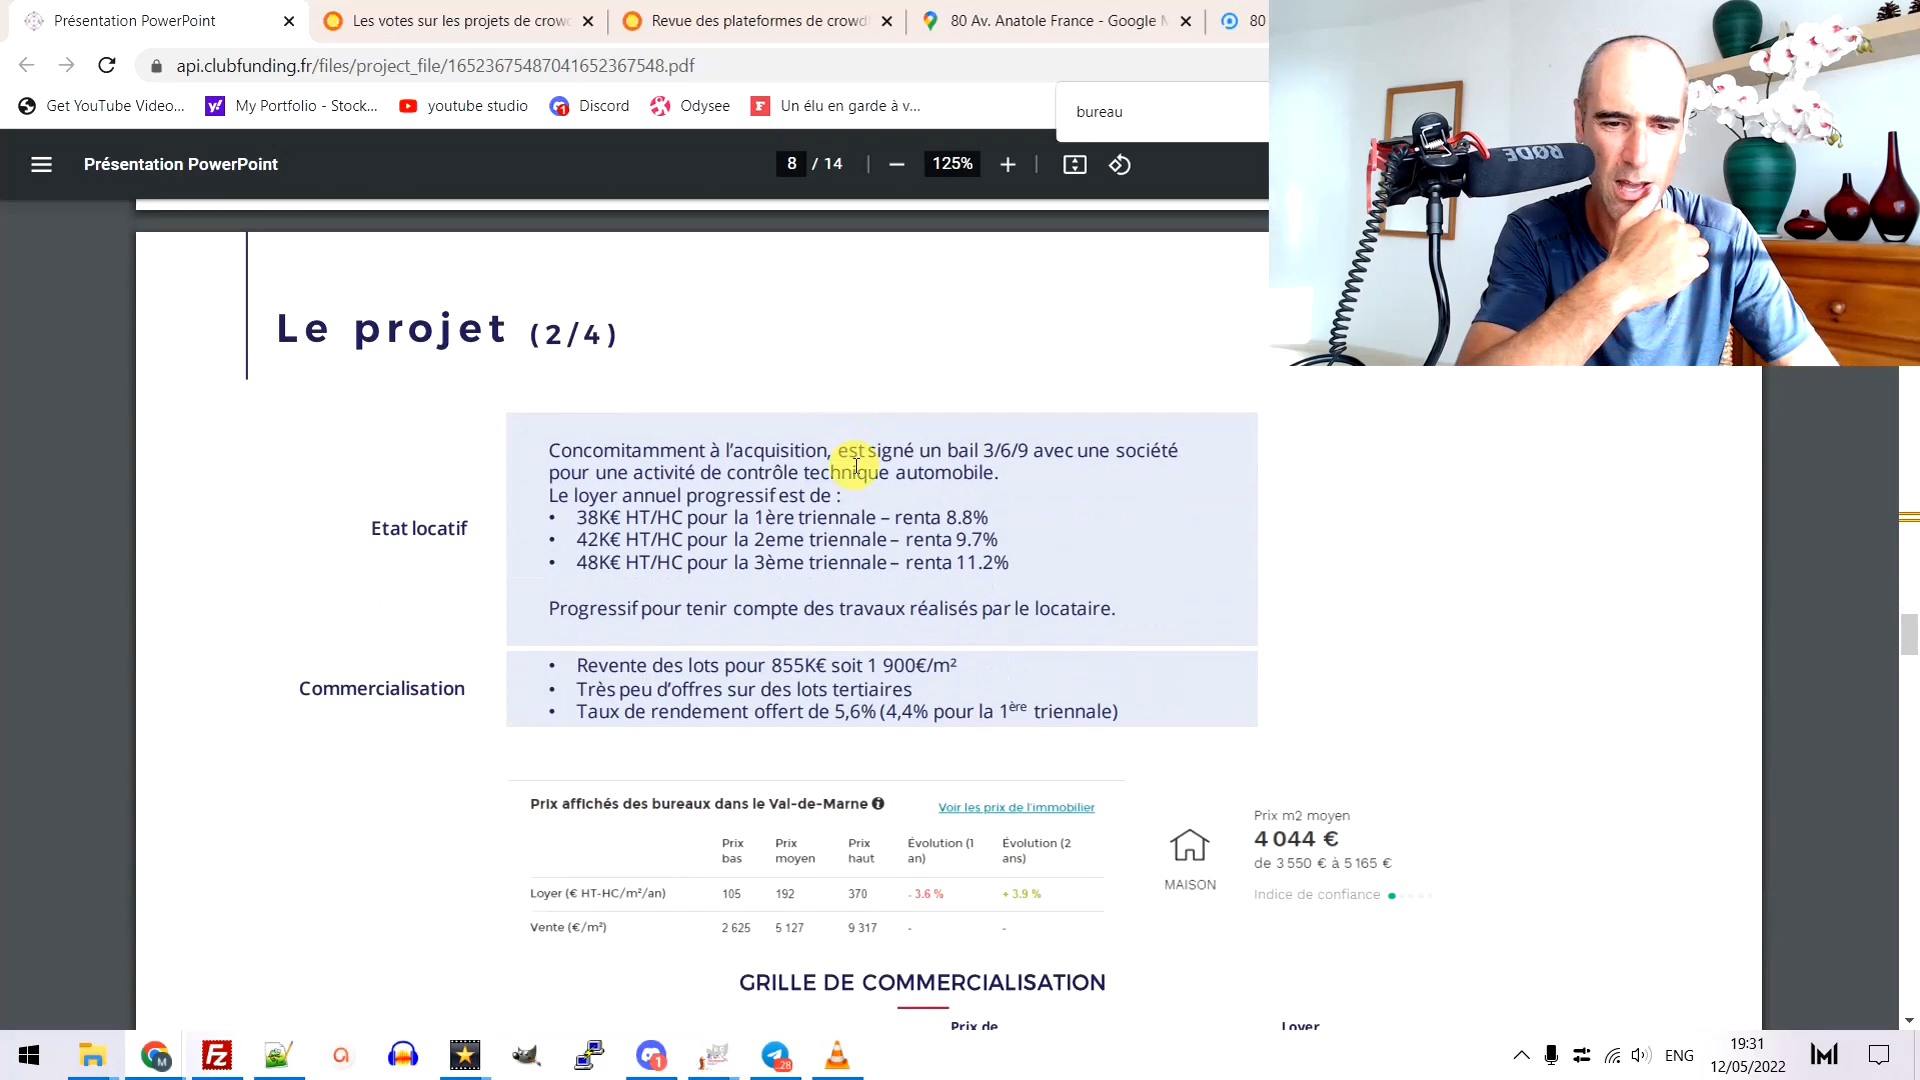 Présentation PowerPoint
Les votes sur les projets de crow
Revue des plateformes de crowd
80 Av. Anatole France - Google M
80
api.clubfunding.fr/files/project_file/16523675487041652367548.pdf
Get YouTube Video...
My Portfolio - Stock...
youtube studio
Discord
Odysee
Un élu en garde à v...
bureau
Présentation PowerPoint
8 / 14
125%
RØDE
Le projet (2/4)
Etat locatif
Concomitamment à l'acquisition, est signé un bail 3/6/9 avec une société
pour une activité de contrôle technique automobile.
Le loyer annuel progressif est de :
• 38K€ HT/HC pour la 1ère triennale – renta 8.8%
• 42K€ HT/HC pour la 2eme triennale – renta 9.7%
• 48K€ HT/HC pour la 3ème triennale – renta 11.2%
Progressif pour tenir compte des travaux réalisés par le locataire.
Commercialisation
• Revente des lots pour 855K€ soit 1 900€/m²
• Très peu d'offres sur des lots tertiaires
• Taux de rendement offert de 5,6% (4,4% pour la 1ère triennale)
Prix affichés des bureaux dans le Val-de-Marne
Voir les prix de l'immobilier
Prix bas Prix moyen Prix haut Évolution (1 an) Évolution (2 ans)
Loyer (€ HT-HC/m²/an) 105 192 370 - 3.6 % + 3.9 %
Vente (€/m²) 2 625 5 127 9 317 - -
MAISON
Prix m2 moyen
4 044 €
de 3 550 € à 5 165 €
Indice de confiance
GRILLE DE COMMERCIALISATION
Prix de
Loyer
ENG
19:31
12/05/2022